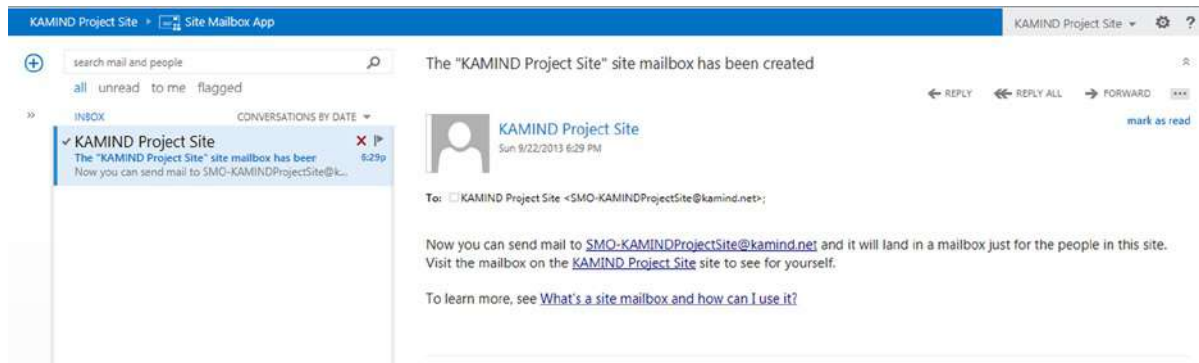 KAMIND Project Site ▸ Site Mailbox App
KAMIND Project Site ▾ ?
search mail and people
all unread to me flagged
INBOX CONVERSATIONS BY DATE ▾
KAMIND Project Site
The "KAMIND Project Site" site mailbox has beer 6:29p
Now you can send mail to SMO-KAMINDProjectSite@k...
The "KAMIND Project Site" site mailbox has been created
REPLY REPLY ALL FORWARD ...
mark as read
KAMIND Project Site
Sun 9/22/2013 6:29 PM
To: KAMIND Project Site <SMO-KAMINDProjectSite@kamind.net>;
Now you can send mail to SMO-KAMINDProjectSite@kamind.net and it will land in a mailbox just for the people in this site.
Visit the mailbox on the KAMIND Project Site site to see for yourself.
To learn more, see What's a site mailbox and how can I use it?